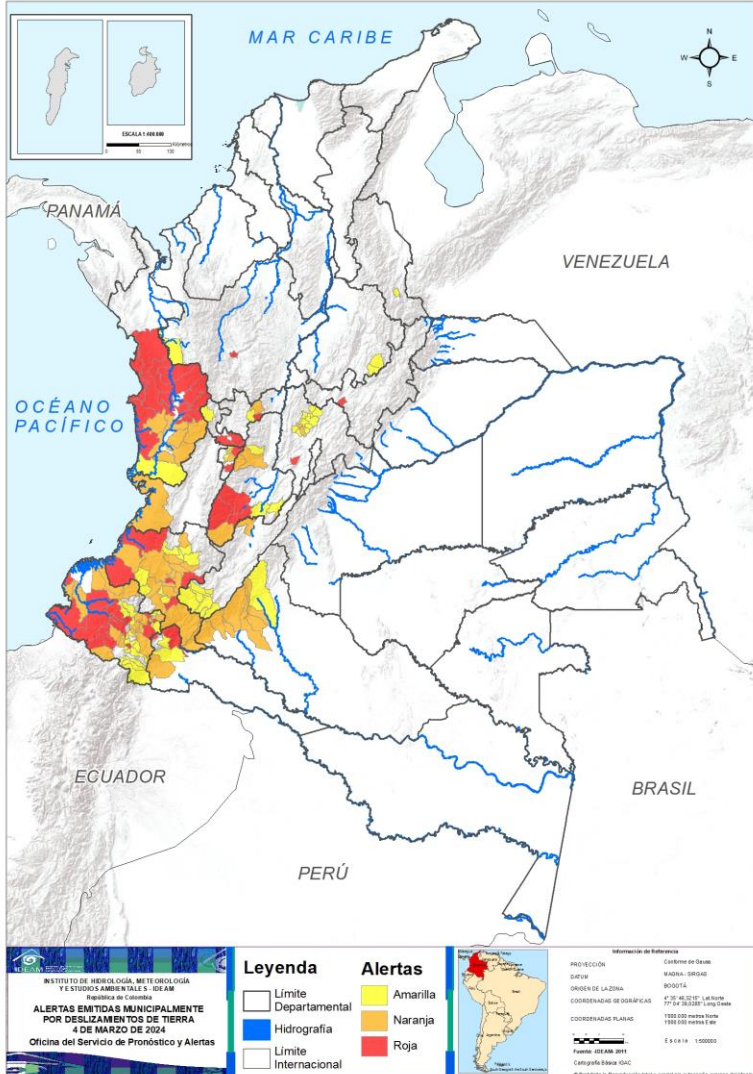 MAR CARIBE
N
W
E
S
ESCALA 1:600.000
PANAMÁ
VENEZUELA
OCÉANO
PACÍFICO
ECUADOR
BRASIL
PERÚ
IDEAM
INSTITUTO DE HIDROLOGÍA, METEOROLOGÍA
Y ESTUDIOS AMBIENTALES - IDEAM
República de Colombia
ALERTAS EMITIDAS MUNICIPALMENTE
POR DESLIZAMIENTOS DE TIERRA
4 DE MARZO DE 2024
Oficina del Servicio de Pronóstico y Alertas
Leyenda
Límite
Departamental
Hidrografía
Límite
Internacional
Alertas
Amarilla
Naranja
Roja
Información de Referencia
PROYECCIÓN
Conforme de Gauss
DATUM
MAGNA - SIRGAS
ORIGEN DE LA ZONA
BOGOTÁ
COORDENADAS GEOGRÁFICAS
COORDENADAS PLANAS
1'000.000 metros Norte
1'000.000 metros Este
Fuente: IDEAM- 2011
Cartografía Básica: IGAC